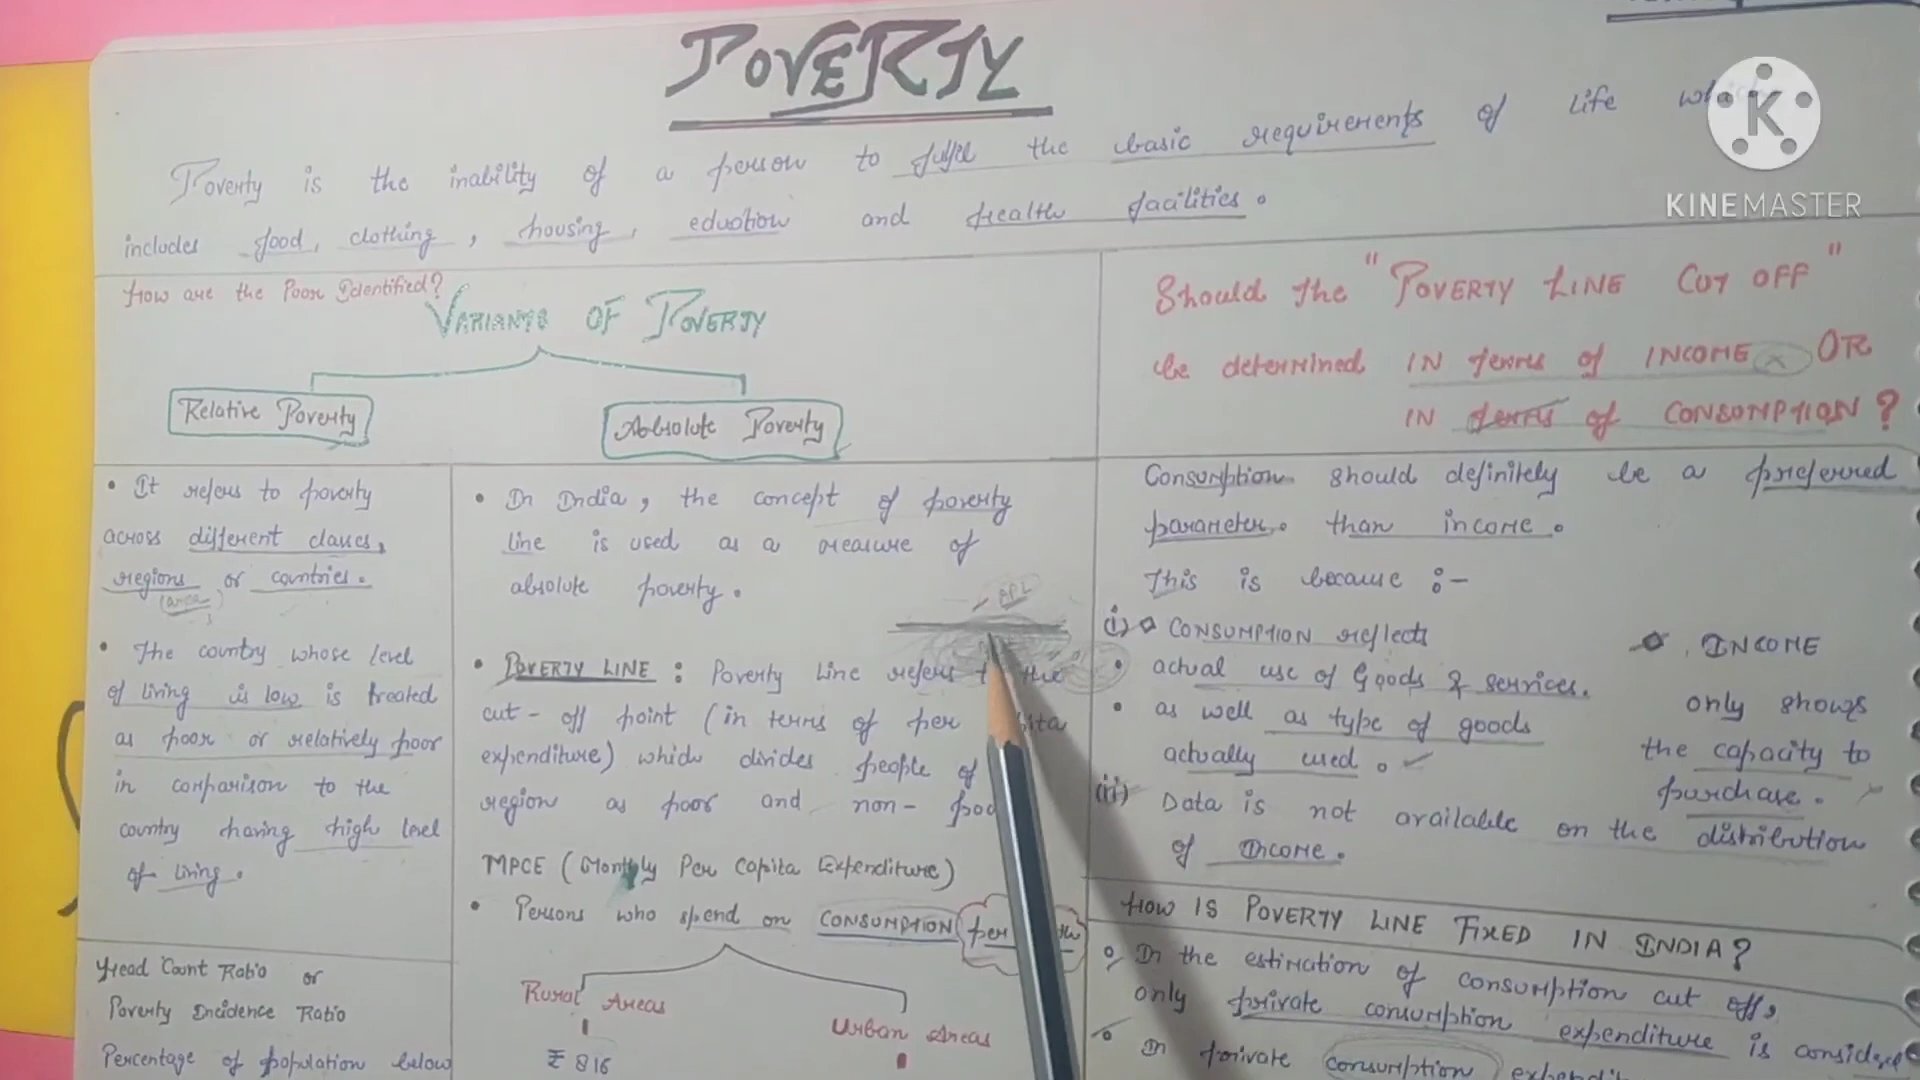 POVERTY
Poverty is the inability of a person to fulfil the basic requirements of life
includes food, clothing, housing, eduction and health facilities.
K
KINEMASTER
How are the Poor Identified?
VARIANTS OF POVERTY
Relative Poverty
Absolute Poverty
• It refers to poverty
across different classes,
regions or countries.
(area)
• The country whose level
of living is low is treated
as poor or relatively poor
in comparison to the
country having high level
of living.
Head Count Ratio or
Poverty Incidence Ratio
Percentage of population below
• In India, the concept of poverty
line is used as a measure of
absolute poverty.
APL
• POVERTY LINE : Poverty Line refers the
cut-off point (in terms of per
expenditure) which divides people of
region as poor and non-
MPCE (Monthly Per Capita Expenditure)
• Persons who spend on CONSUMPTION per
Rural Areas
₹ 816
Urban Areas
Should the "POVERTY LINE CUT OFF"
be determined IN terms of INCOME x OR
IN terms of CONSUMPTION?
Consumption should definitely be a preferred
parameter. than income.
This is because :-
(i) CONSUMPTION reflects
• actual use of Goods & services.
• as well as type of goods
actually used.
INCOME
only shows
the capacity to
purchase.
(ii) Data is not available on the distribution
of Income.
HOW IS POVERTY LINE FIXED IN INDIA?
In the estimation of consumption cut off,
only private consumption expenditure is considered
In private consumption